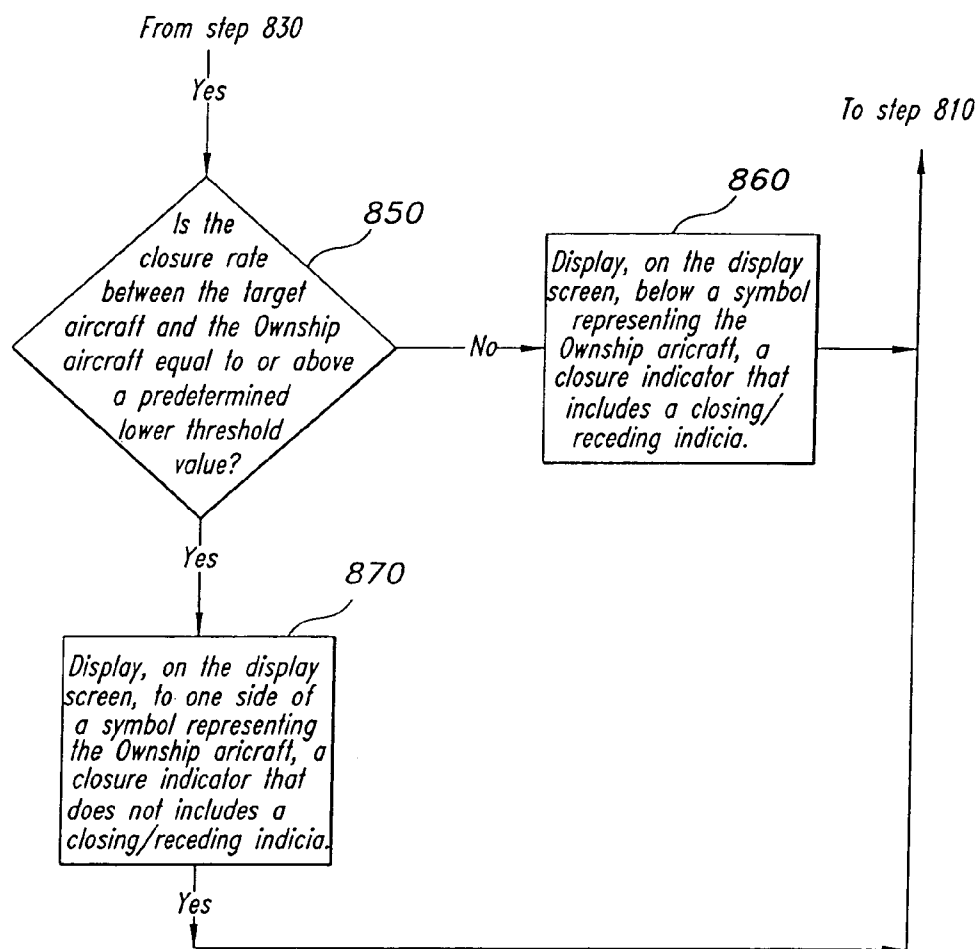 From step 830
Yes
To step 810
850
Is the
closure rate
between the target
aircraft and the Ownship
aircraft equal to or above
a predetermined
lower threshold
value?
No
860
Display, on the display
screen, below a symbol
representing the
Ownship aricraft, a
closure indicator that
includes a closing/
receding indicia.
Yes
870
Display, on the display
screen, to one side of
a symbol representing
the Ownship aricraft, a
closure indicator that
does not includes a
closing/receding indicia.
Yes